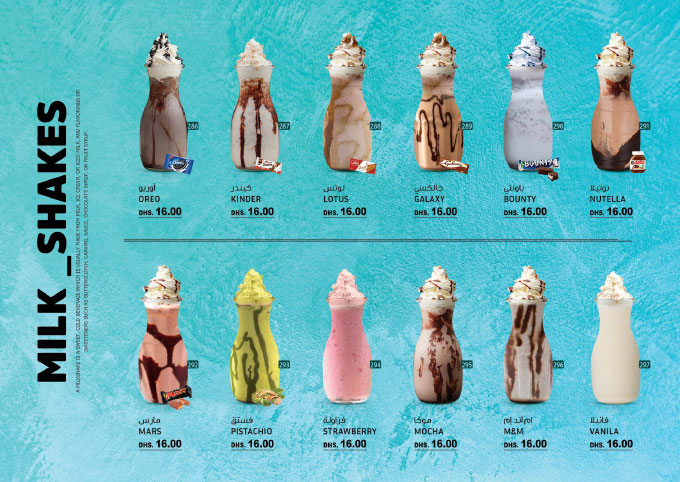 MILK _SHAKES
A MILKSHAKE IS A SWEET, COLD BEVERAGE WHICH IS USUALLY MADE FROM MILK, ICE CREAM, OR ICED MILK, AND FLAVORINGS OR
SWEETENERS SUCH AS BUTTERSCOTCH, CARAMEL SAUCE, CHOCOLATE SYRUP, OR FRUIT SYRUP.
286
أوريو
OREO
DHS. 16.00
287
كيندر
KINDER
DHS. 16.00
288
لوتس
LOTUS
DHS. 16.00
289
جالكسي
GALAXY
DHS. 16.00
290
BOUNTY
باونتي
BOUNTY
DHS. 16.00
291
نوتيلا
NUTELLA
DHS. 16.00
292
مارس
MARS
DHS. 16.00
293
فستق
PISTACHIO
DHS. 16.00
294
فراولة
STRAWBERRY
DHS. 16.00
295
موكا
MOCHA
DHS. 16.00
296
ام اند ام
M&M
DHS. 16.00
297
فانيلا
VANILA
DHS. 16.00